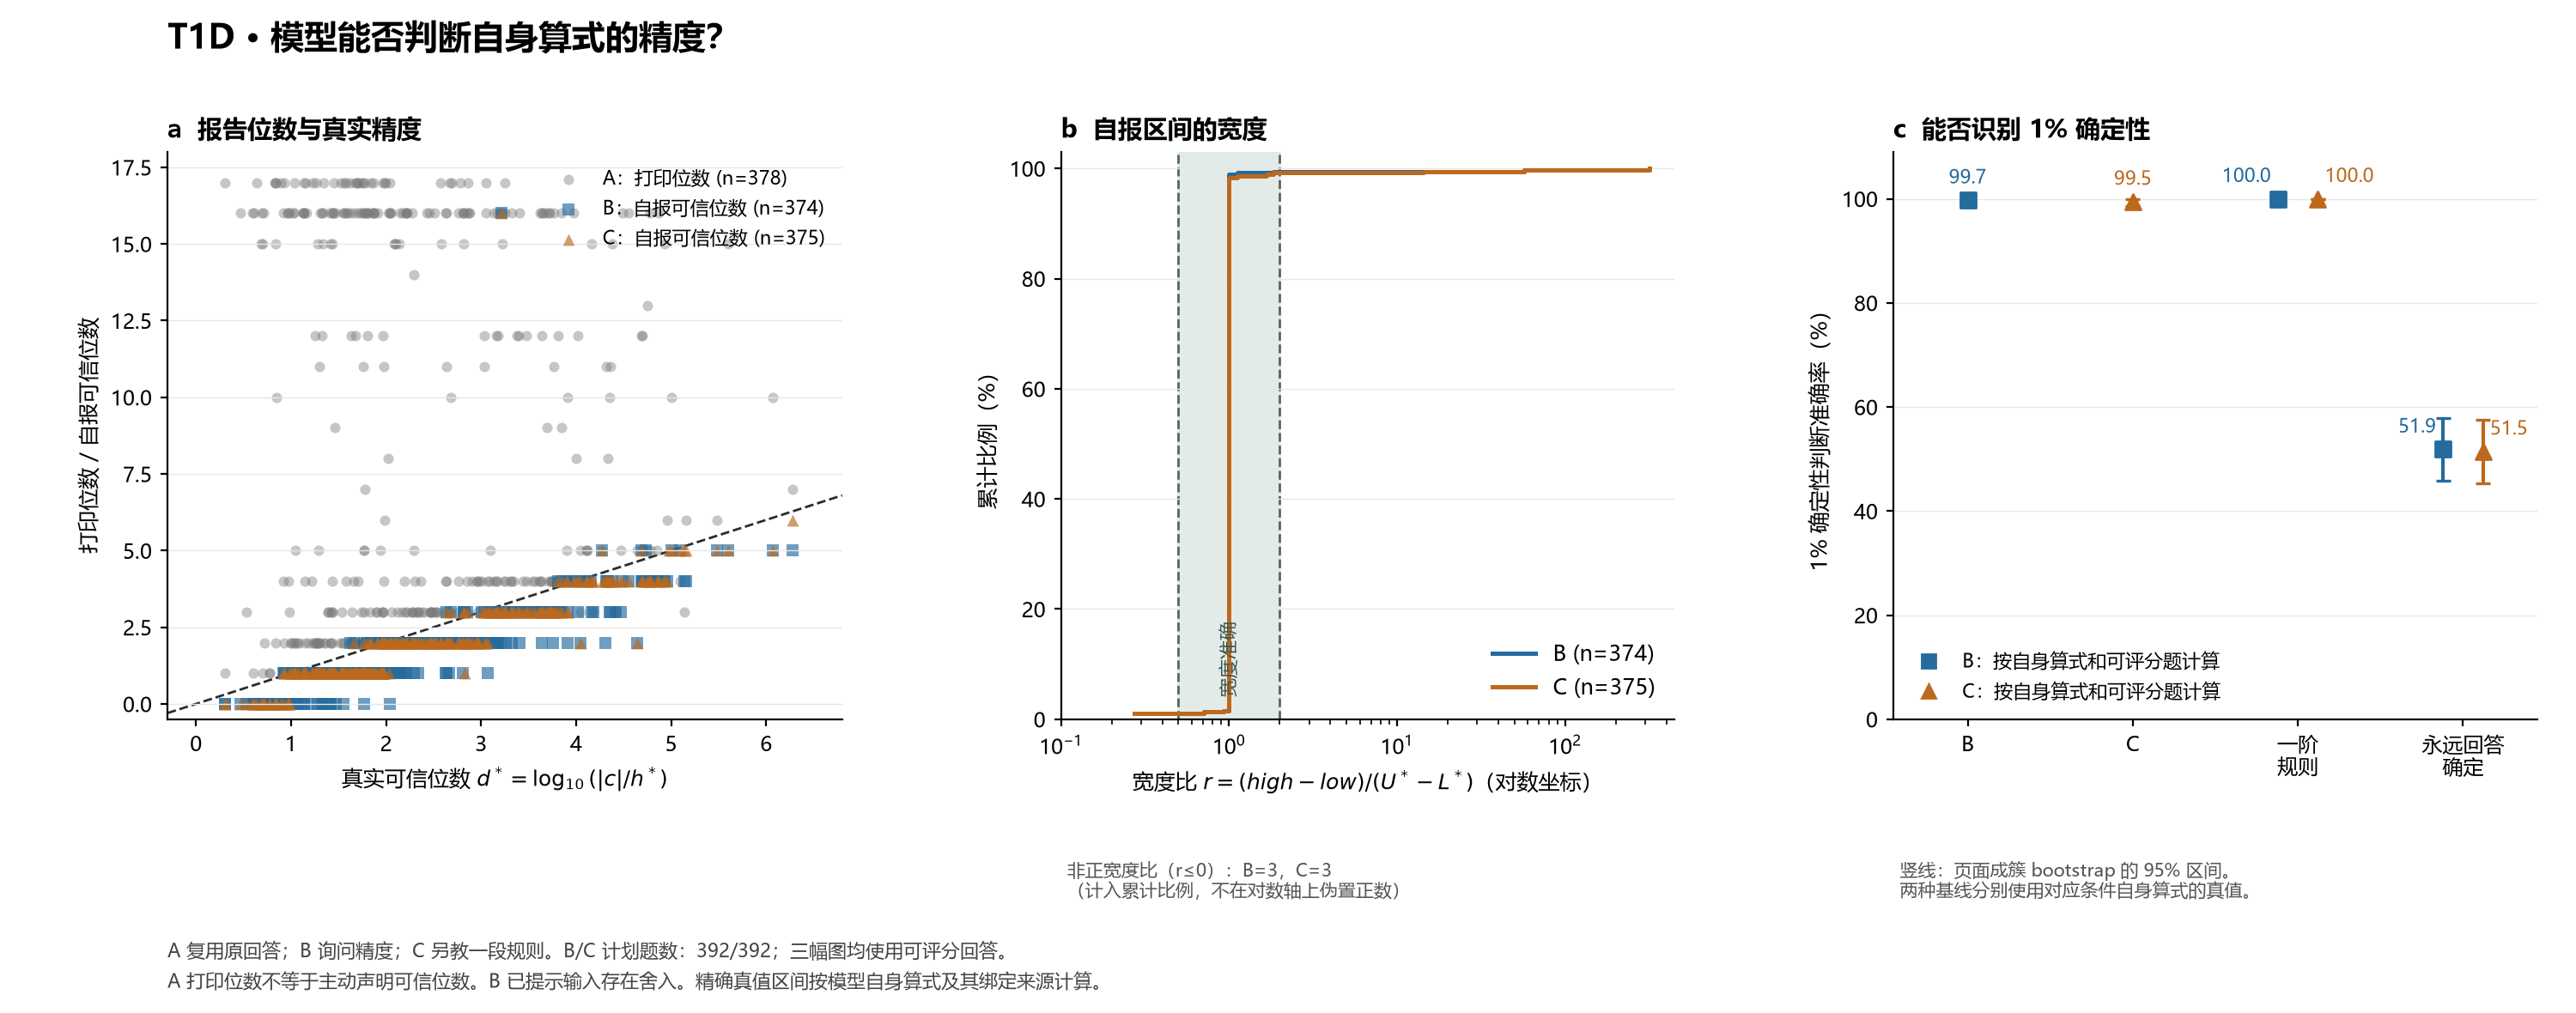 T1D • 模型能否判断自身算式的精度?
a 报告位数与真实精度
17.5
15.0
12.5
10.0
7.5
5.0
2.5
0.0
打印位数 / 自报可信位数
A：打印位数 (n=378)
B：自报可信位数 (n=374)
C：自报可信位数 (n=375)
0 1 2 3 4 5 6
真实可信位数 d* = log₁₀(|c|/h*)
b 自报区间的宽度
100
80
60
40
20
0
累计比例（%）
宽度准确
B (n=374)
C (n=375)
10⁻¹ 10⁰ 10¹ 10²
宽度比 r = (high − low)/(U* − L*)（对数坐标）
非正宽度比（r≤0）：B=3，C=3
（计入累计比例，不在对数轴上伪置正数）
c 能否识别 1% 确定性
100
80
60
40
20
0
1% 确定性判断准确率（%）
99.7
99.5
100.0
100.0
51.9
51.5
B：按自身算式和可评分题计算
C：按自身算式和可评分题计算
B
C
一阶
规则
永远回答
确定
竖线：页面成簇 bootstrap 的 95% 区间。
两种基线分别使用对应条件自身算式的真值。
A 复用原回答；B 询问精度；C 另教一段规则。B/C 计划题数：392/392；三幅图均使用可评分回答。
A 打印位数不等于主动声明可信位数。B 已提示输入存在舍入。精确真值区间按模型自身算式及其绑定来源计算。